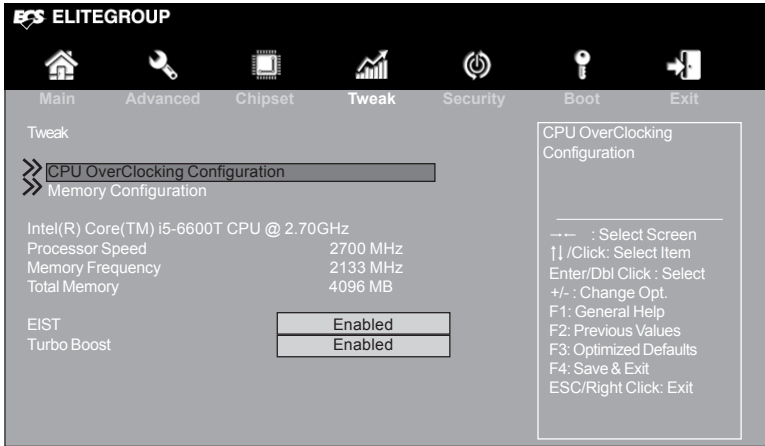 ECS ELITEGROUP
Main Advanced Chipset Tweak Security Boot Exit
Tweak
CPU OverClocking Configuration
Memory Configuration
Intel(R) Core(TM) i5-6600T CPU @ 2.70GHz
Processor Speed 2700 MHz
Memory Frequency 2133 MHz
Total Memory 4096 MB
EIST Enabled
Turbo Boost Enabled
CPU OverClocking
Configuration
→← : Select Screen
↑↓/Click: Select Item
Enter/Dbl Click : Select
+/- : Change Opt.
F1: General Help
F2: Previous Values
F3: Optimized Defaults
F4: Save & Exit
ESC/Right Click: Exit